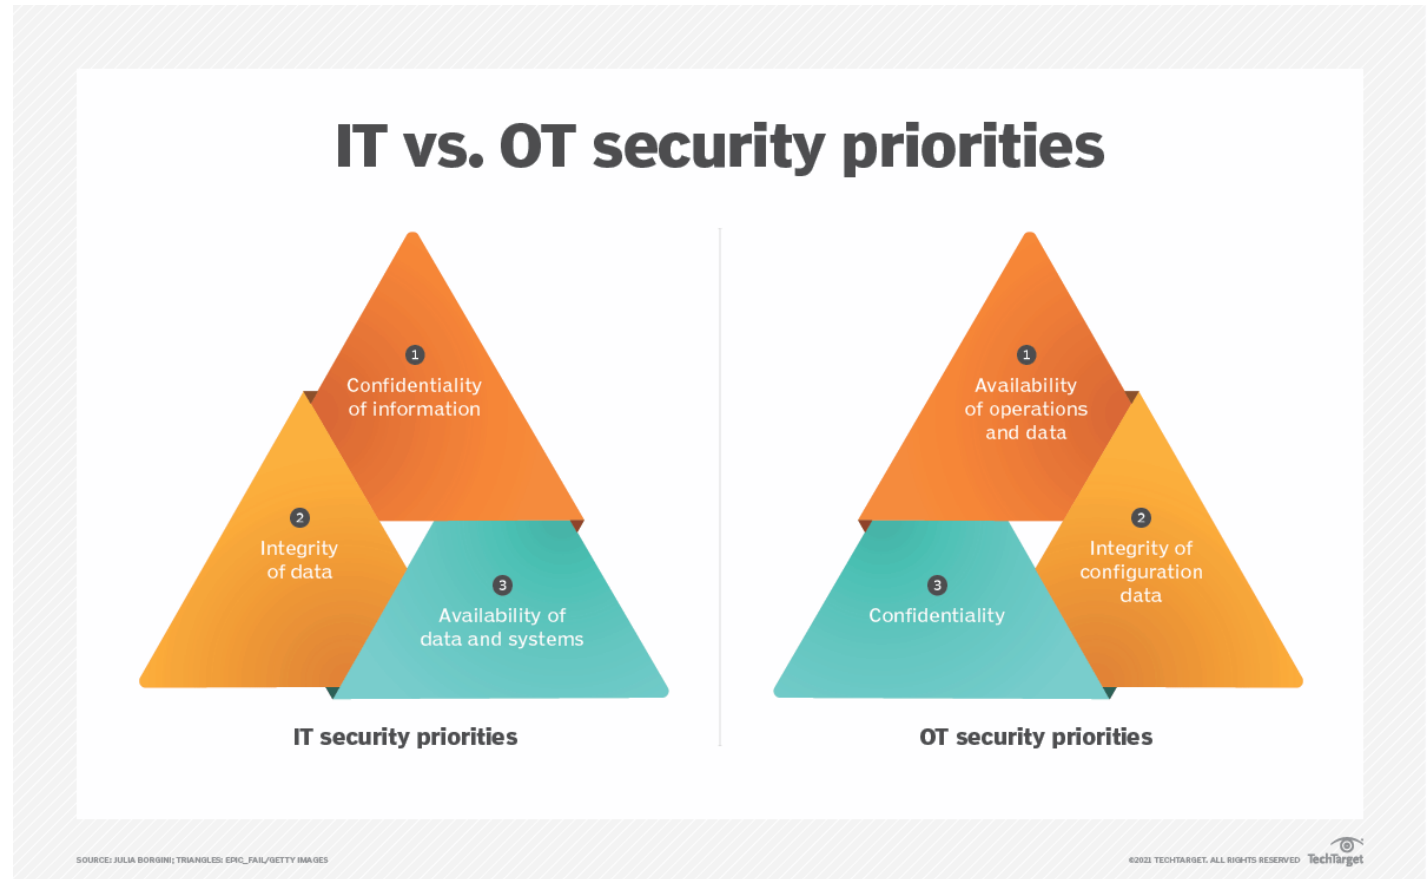 IT vs. OT security priorities
1
Confidentiality
of information
2
Integrity
of data
3
Availability of
data and systems
IT security priorities
1
Availability
of operations
and data
2
Integrity of
configuration
data
3
Confidentiality
OT security priorities
SOURCE: JULIA BORGINI; TRIANGLES: EPIC_FAIL/GETTY IMAGES
©2021 TECHTARGET. ALL RIGHTS RESERVED
TechTarget